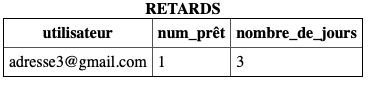 RETARDS
utilisateur num_prêt nombre_de_jours
adresse3@gmail.com 1 3